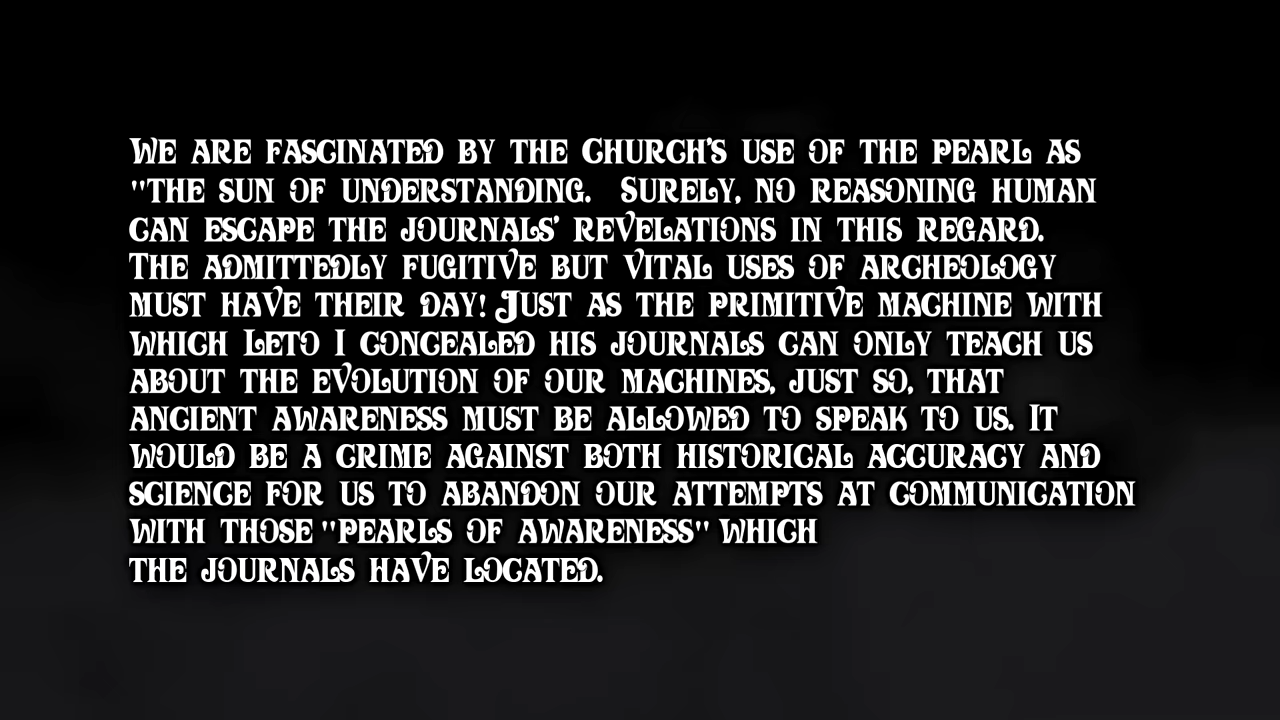 We are fascinated by the Church's use of the pearl as
"the sun of understanding.  Surely, no reasoning human
can escape the journals' revelations in this regard.
The admittedly fugitive but vital uses of archeology
must have their day! Just as the primitive machine with
which Leto I concealed his journals can only teach us
about the evolution of our machines, just so, that
ancient awareness must be allowed to speak to us. It
would be a crime against both historical accuracy and
science for us to abandon our attempts at communication
with those "pearls of awareness" which
the journals have located.